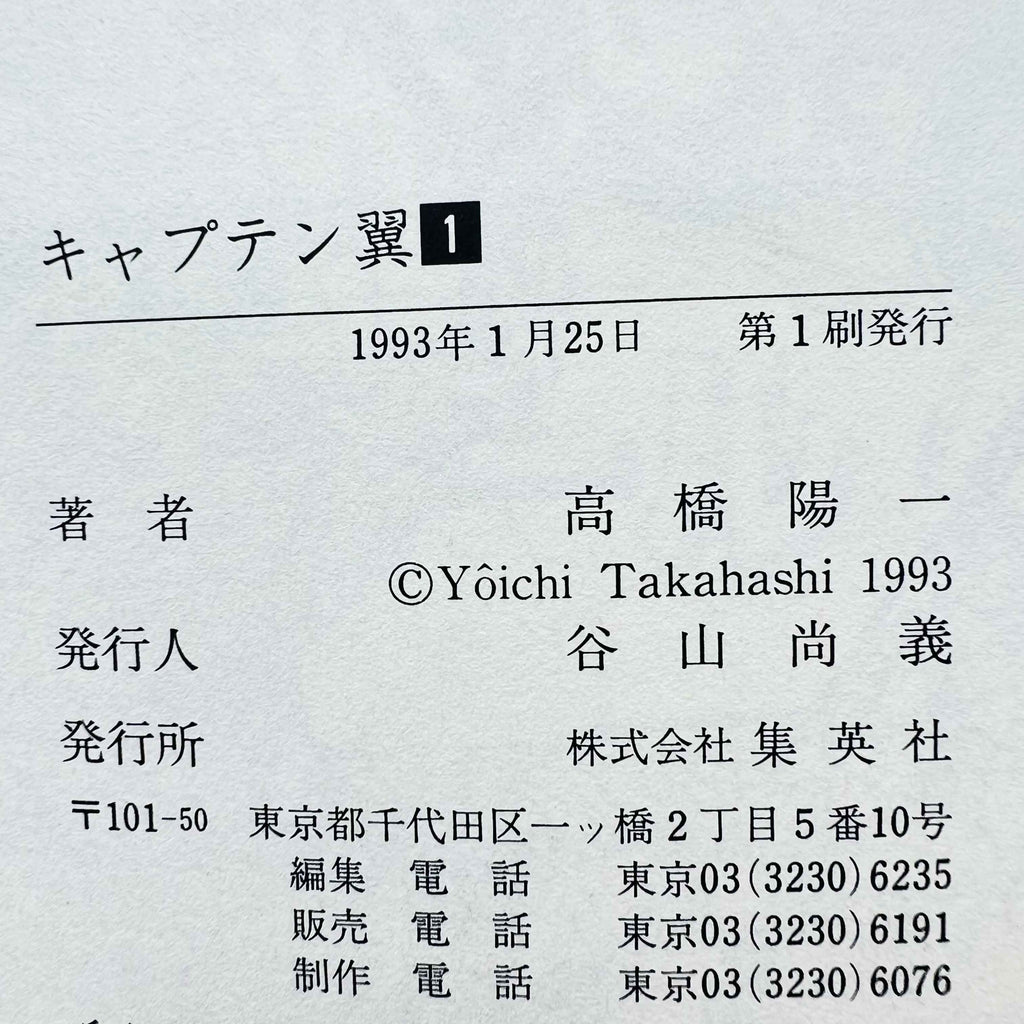 キャプテン翼 1
1993年1月25日 第1刷発行
著者 高橋陽一
©Yôichi Takahashi 1993
発行人 谷山尚義
発行所 株式会社 集英社
〒101-50 東京都千代田区一ッ橋2丁目5番10号
編集電話 東京03(3230)6235
販売電話 東京03(3230)6191
制作電話 東京03(3230)6076